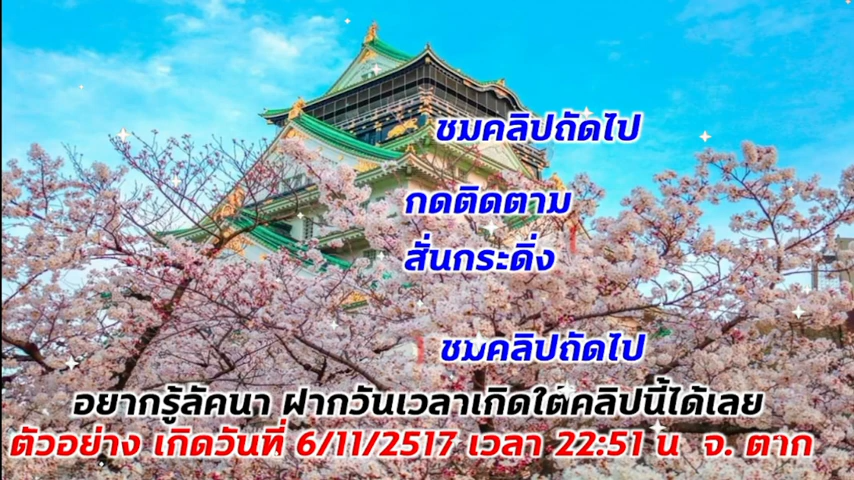 ชมคลิปถัดไป
กดติดตาม
สั่นกระดิ่ง
ชมคลิปถัดไป
อยากรู้ลัคนา ฝากวันเวลาเกิดใต้คลิปนี้ได้เลย
ตัวอย่าง เกิดวันที่ 6/11/2517 เวลา 22:51 น จ. ตาก